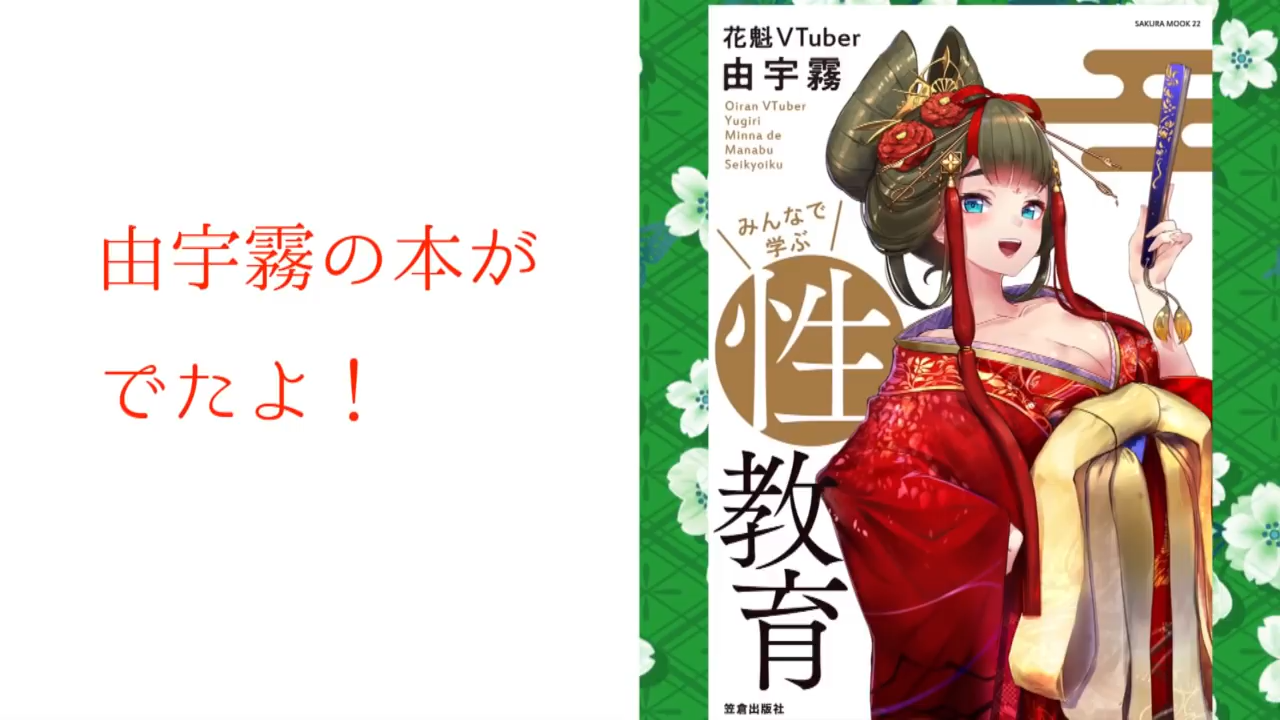 由宇霧の本が
でたよ！
SAKURA MOOK 22
花魁VTuber
由宇霧
Oiran VTuber
Yugiri
Minna de
Manabu
Seikyoiku
みんなで
学ぶ
性
教育
笠倉出版社